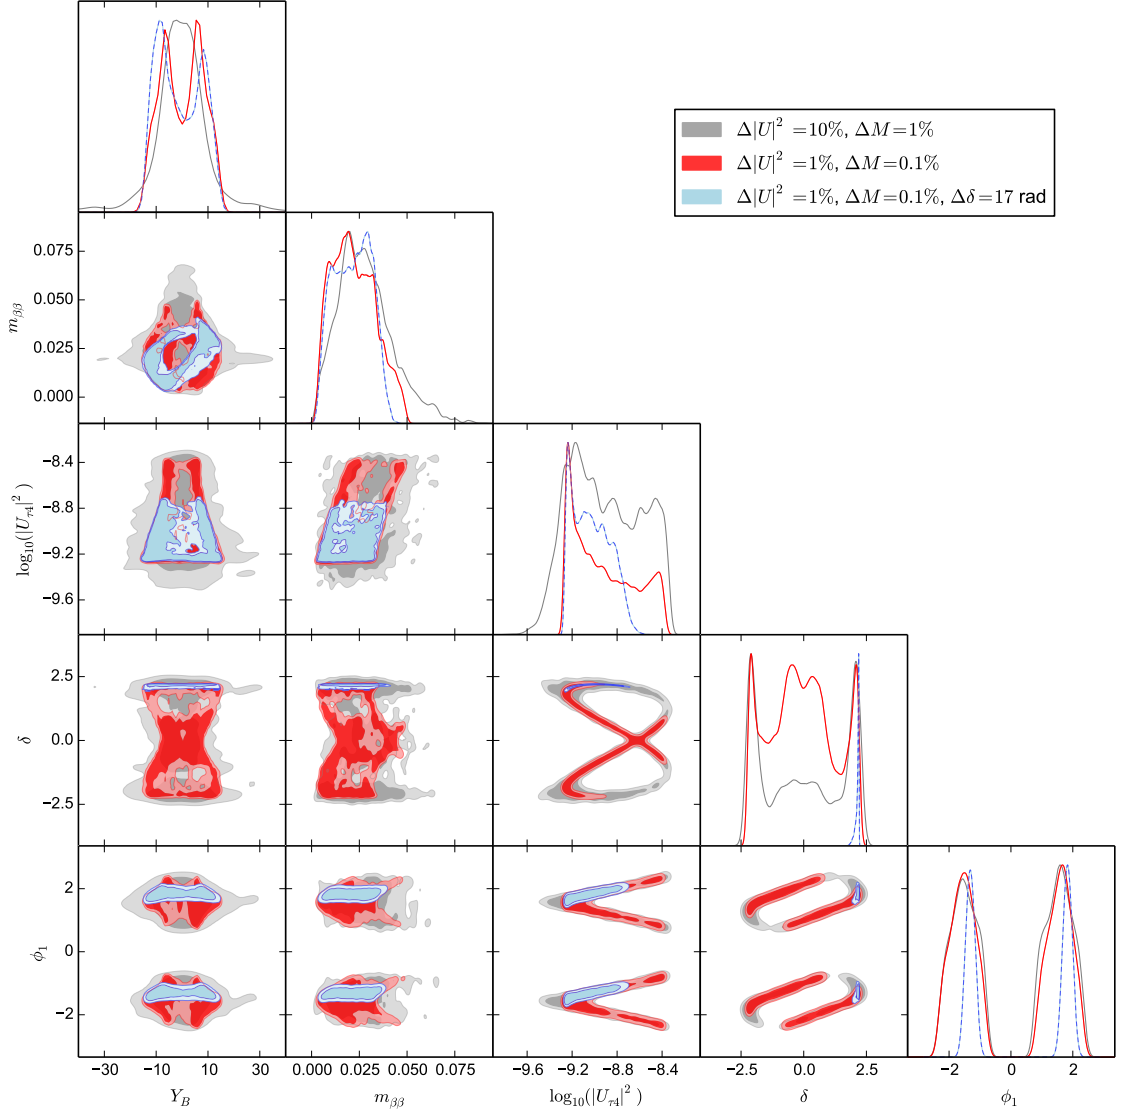 Δ|U|² =10%, ΔM=1%
Δ|U|² =1%, ΔM=0.1%
Δ|U|² =1%, ΔM=0.1%, Δδ=17 rad
0.075
0.050
0.025
0.000
m_ββ
−8.4
−8.8
−9.2
−9.6
log₁₀(|U_τ4|² )
2.5
0.0
−2.5
δ
2
0
−2
ϕ₁
−30 −10 10 30
0.000 0.025 0.050 0.075
−9.6 −9.2 −8.8 −8.4
−2.5 0.0 2.5
−2 0 2
Y_B m_ββ log₁₀(|U_τ4|² ) δ ϕ₁